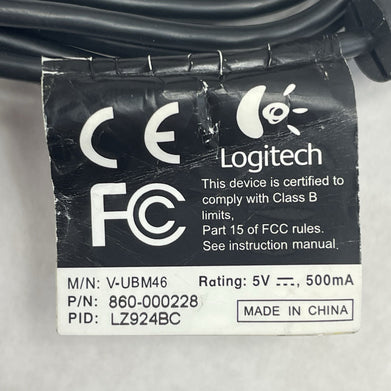 CE
Logitech
FC
This device is certified to
comply with Class B
limits,
Part 15 of FCC rules.
See instruction manual.
M/N: V-UBM46 Rating: 5V ⎓, 500mA
P/N: 860-000228
PID: LZ924BC
MADE IN CHINA